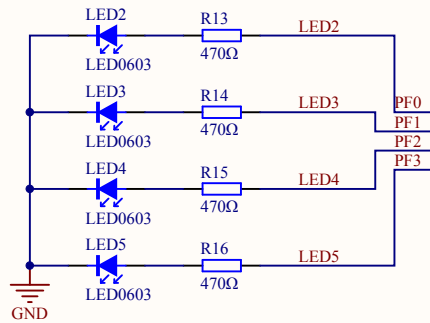 LED2 R13 LED2
LED0603 470Ω
PF0
LED3 R14 LED3
PF1
LED0603 470Ω
PF2
PF3
LED4 R15 LED4
LED0603 470Ω
LED5 R16 LED5
LED0603 470Ω
GND